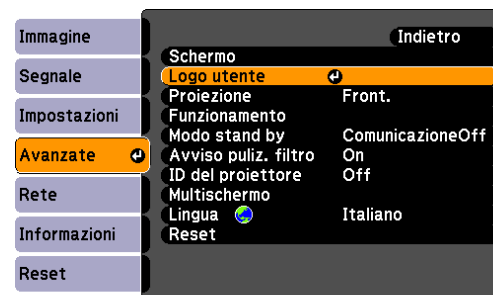 Immagine
Segnale
Impostazioni
Avanzate
Rete
Informazioni
Reset
Indietro
Schermo
Logo utente
Proiezione Front.
Funzionamento
Modo stand by ComunicazioneOff
Avviso puliz. filtro On
ID del proiettore Off
Multischermo
Lingua Italiano
Reset